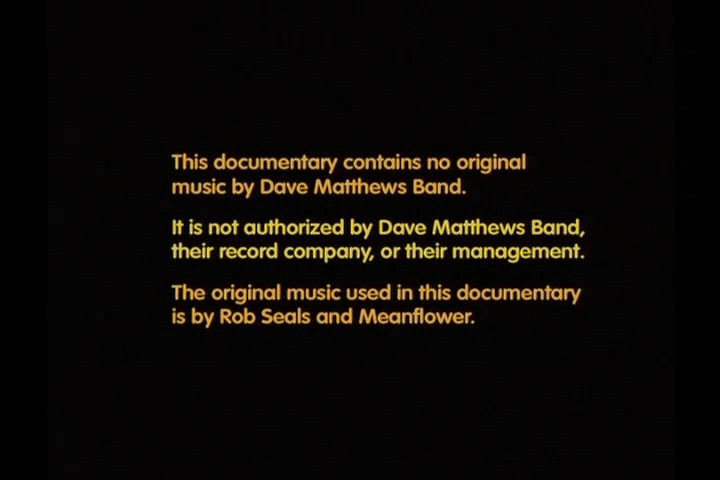 This documentary contains no original
music by Dave Matthews Band.
It is not authorized by Dave Matthews Band,
their record company, or their management.
The original music used in this documentary
is by Rob Seals and Meanflower.